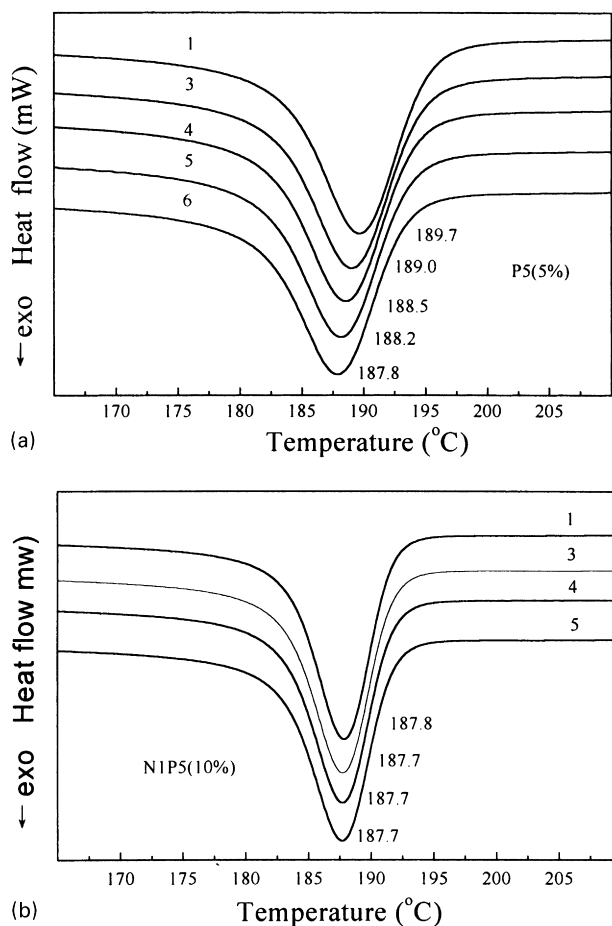 1
3
4
5
6
189.7
189.0
188.5
188.2
187.8
P5(5%)
← exo Heat flow (mW)
170 175 180 185 190 195 200 205
Temperature (°C)
(a)
1
3
4
5
187.8
187.7
187.7
187.7
N1P5(10%)
← exo Heat flow mw)
170 175 180 185 190 195 200 205
Temperature (°C)
(b)